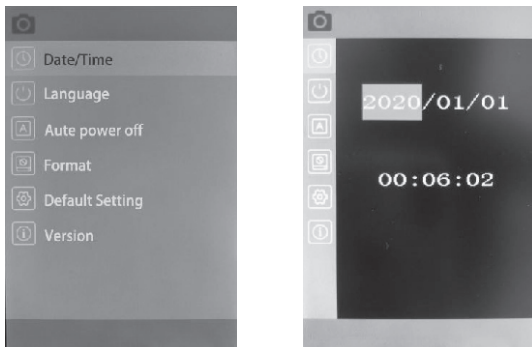 Date/Time
Language
Aute power off
Format
Default Setting
Version
2020/01/01
00:06:02